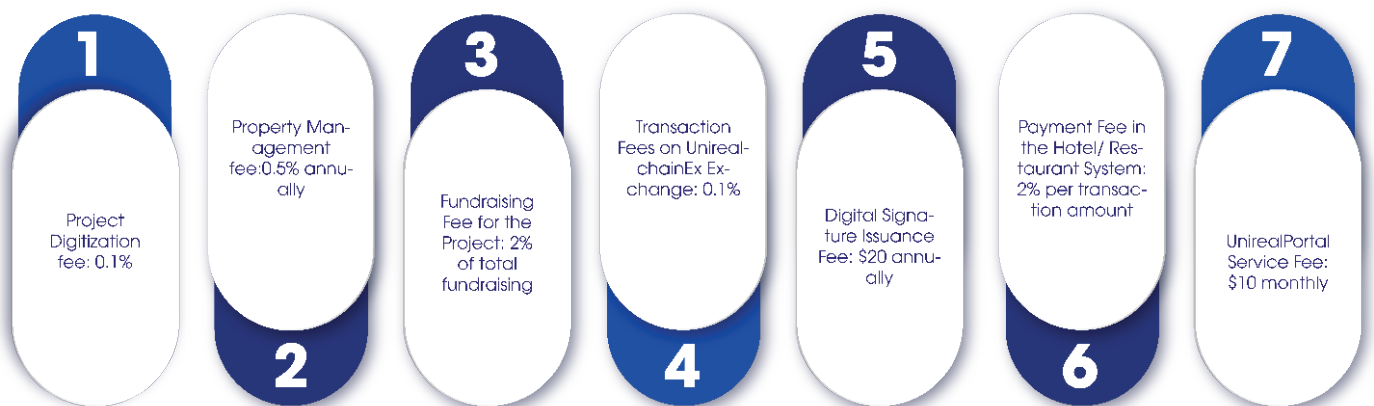 1
Project
Digitization
fee: 0.1%
Property Man-
agement
fee:0.5% annu-
ally
2
3
Fundraising
Fee for the
Project: 2%
of total
fundraising
Transaction
Fees on Unireal-
chainEx Ex-
change: 0.1%
4
5
Digital Signa-
ture Issuance
Fee: $20 annu-
ally
Payment Fee in
the Hotel/ Res-
taurant System:
2% per transac-
tion amount
6
7
UnirealPortal
Service Fee:
$10 monthly